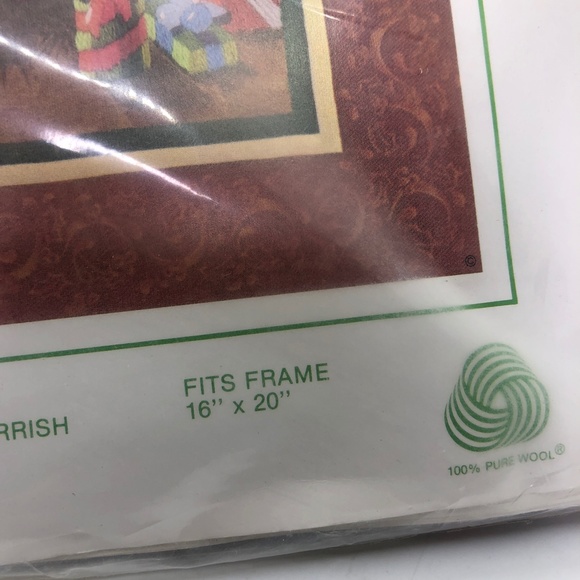 ©
RRISH
FITS FRAME
16" x 20"
100% PURE WOOL®